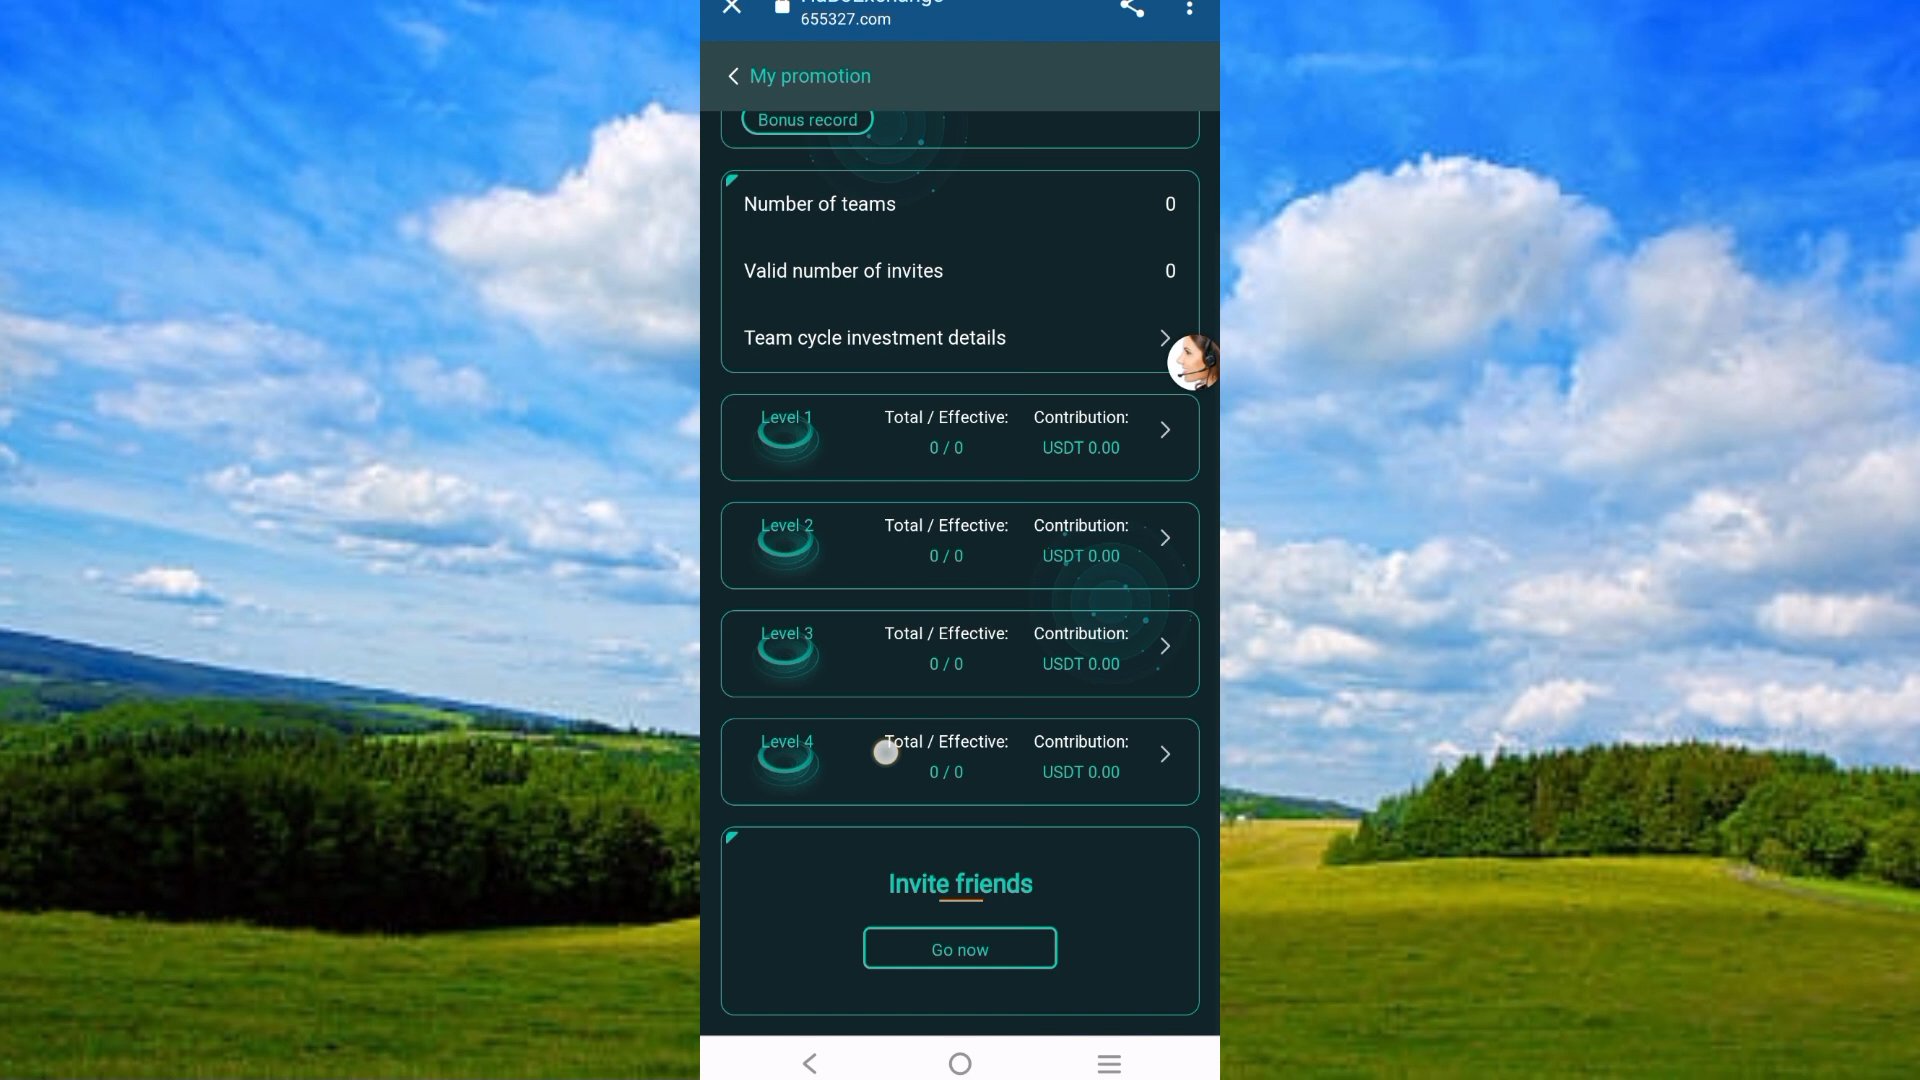 655327.com
My promotion
Bonus record
Number of teams 0
Valid number of invites 0
Team cycle investment details
Level 1 Total / Effective: Contribution:
0 / 0 USDT 0.00
Level 2 Total / Effective: Contribution:
0 / 0 USDT 0.00
Level 3 Total / Effective: Contribution:
0 / 0 USDT 0.00
Level 4 Total / Effective: Contribution:
0 / 0 USDT 0.00
Invite friends
Go now